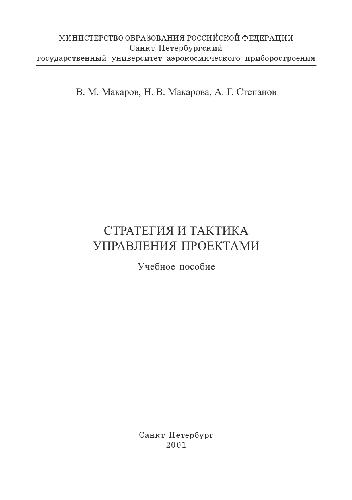 МИНИСТЕРСТВО ОБРАЗОВАНИЯ РОССИЙСКОЙ ФЕДЕРАЦИИ
Санкт Петербургский
государственный университет аэрокосмического приборостроения
В. М. Макаров, Н. В. Макарова, А. Г. Степанов
СТРАТЕГИЯ И ТАКТИКА
УПРАВЛЕНИЯ ПРОЕКТАМИ
Учебное пособие
Санкт Петербург
2001